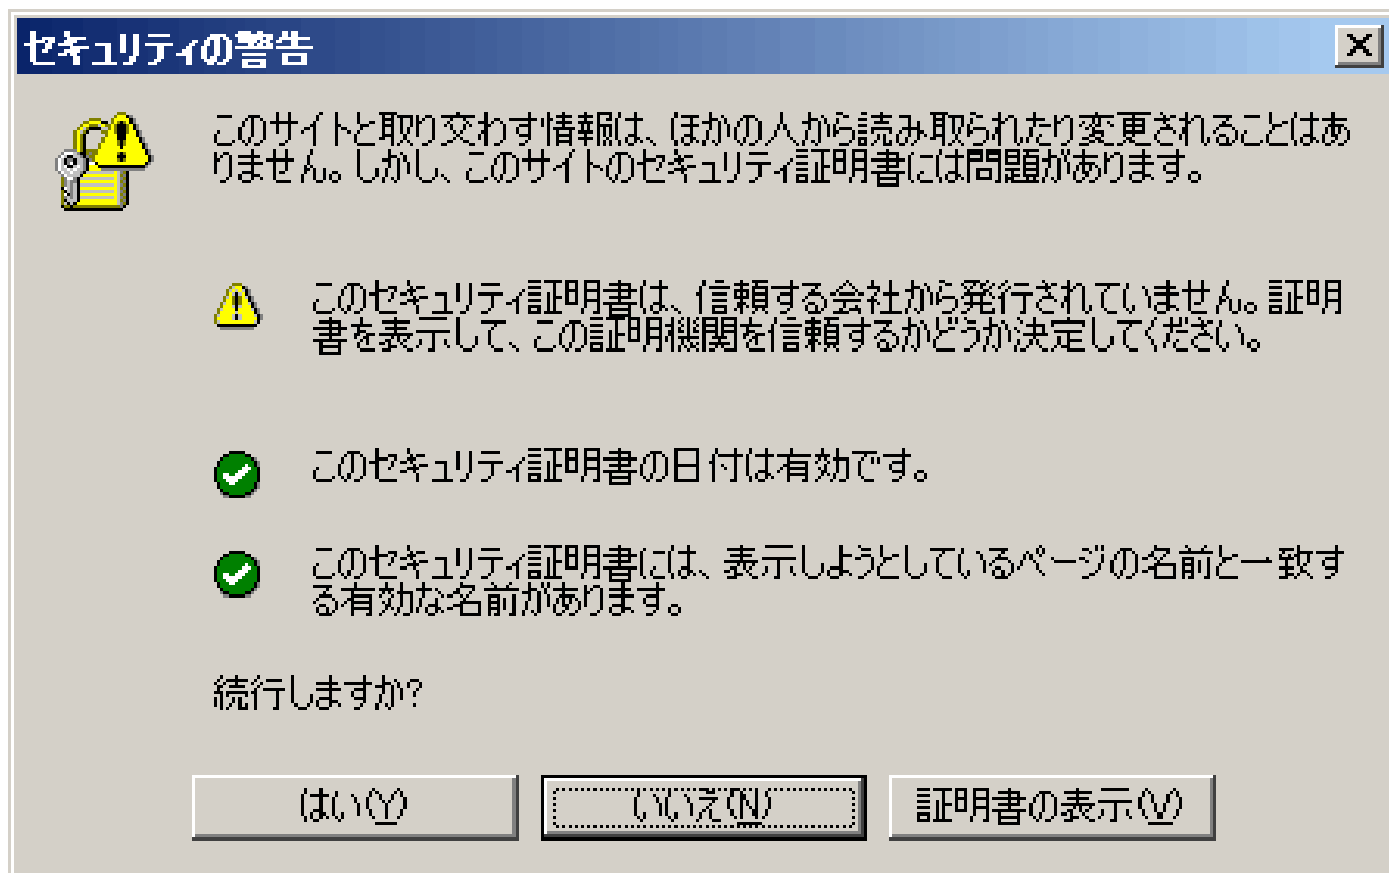 セキュリティの警告
このサイトと取り交わす情報は、ほかの人から読み取られたり変更されることはあ
りません。しかし、このサイトのセキュリティ証明書には問題があります。
このセキュリティ証明書は、信頼する会社から発行されていません。証明
書を表示して、この証明機関を信頼するかどうか決定してください。
このセキュリティ証明書の日付は有効です。
このセキュリティ証明書には、表示しようとしているページの名前と一致す
る有効な名前があります。
続行しますか?
はい(Y) いいえ(N) 証明書の表示(V)